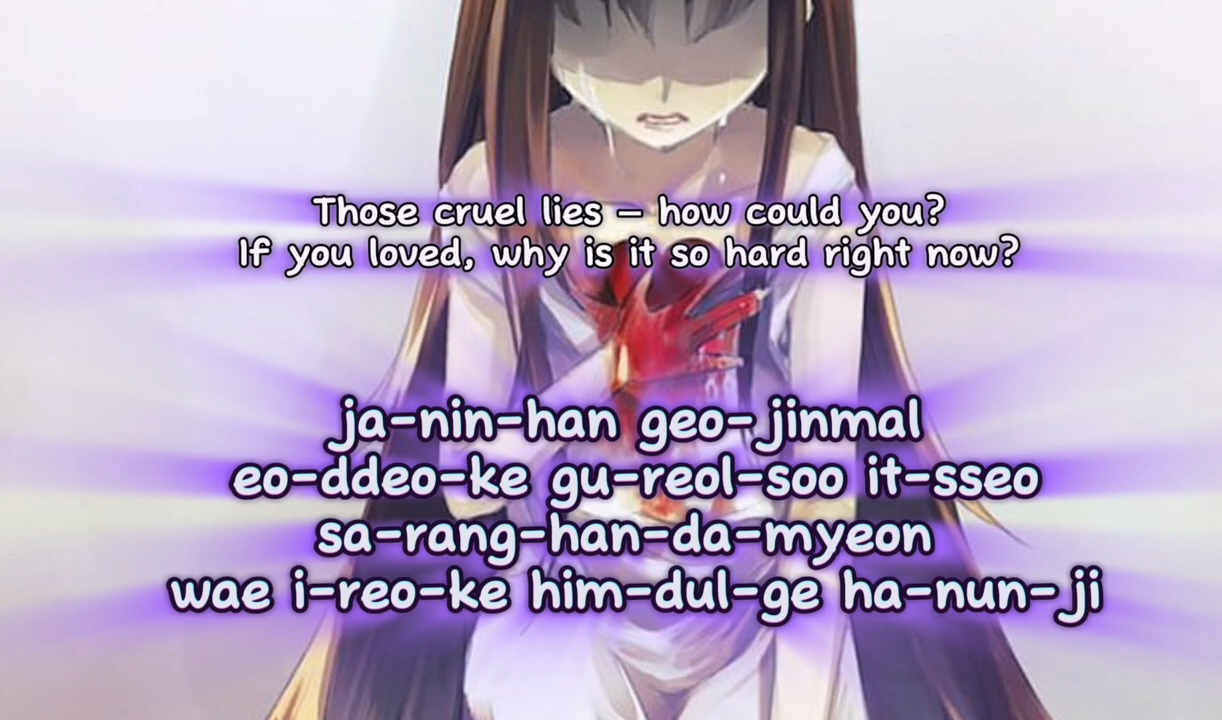 Those cruel lies – how could you?
If you loved, why is it so hard right now?
ja-nin-han geo-jinmal
eo-ddeo-ke gu-reol-soo it-sseo
sa-rang-han-da-myeon
wae i-reo-ke him-dul-ge ha-nun-ji